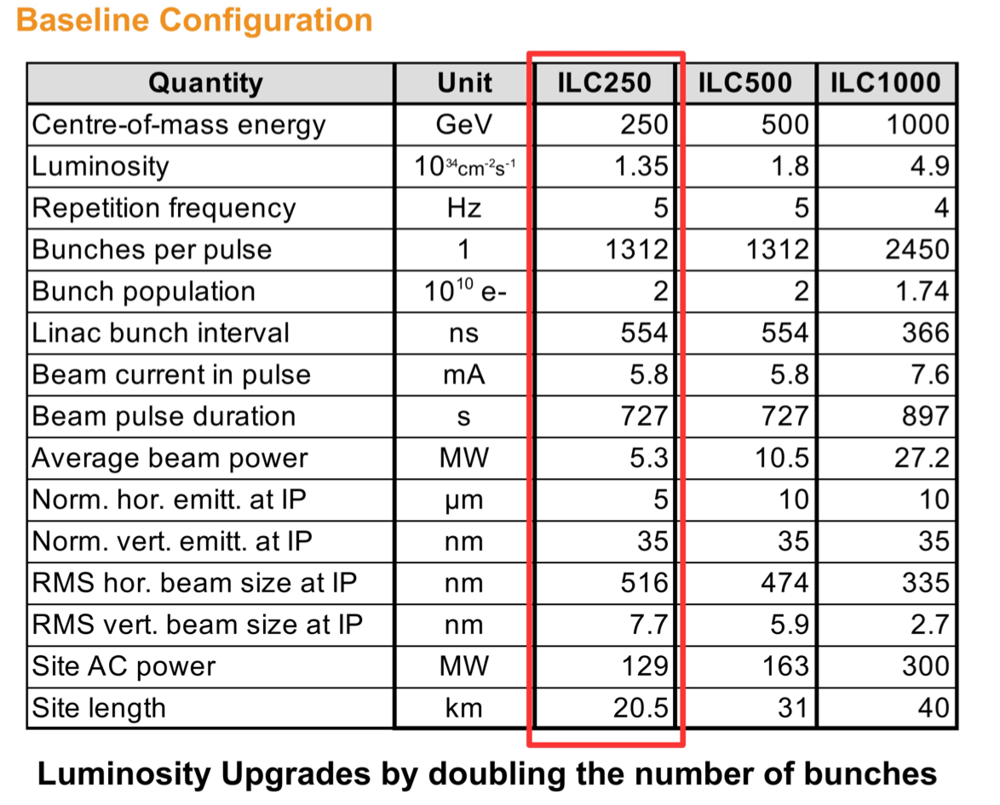 Baseline Configuration
Quantity Unit ILC250 ILC500 ILC1000
Centre-of-mass energy GeV 250 500 1000
Luminosity 10³⁴cm⁻²s⁻¹ 1.35 1.8 4.9
Repetition frequency Hz 5 5 4
Bunches per pulse 1 1312 1312 2450
Bunch population 10¹⁰ e- 2 2 1.74
Linac bunch interval ns 554 554 366
Beam current in pulse mA 5.8 5.8 7.6
Beam pulse duration s 727 727 897
Average beam power MW 5.3 10.5 27.2
Norm. hor. emitt. at IP µm 5 10 10
Norm. vert. emitt. at IP nm 35 35 35
RMS hor. beam size at IP nm 516 474 335
RMS vert. beam size at IP nm 7.7 5.9 2.7
Site AC power MW 129 163 300
Site length km 20.5 31 40
Luminosity Upgrades by doubling the number of bunches